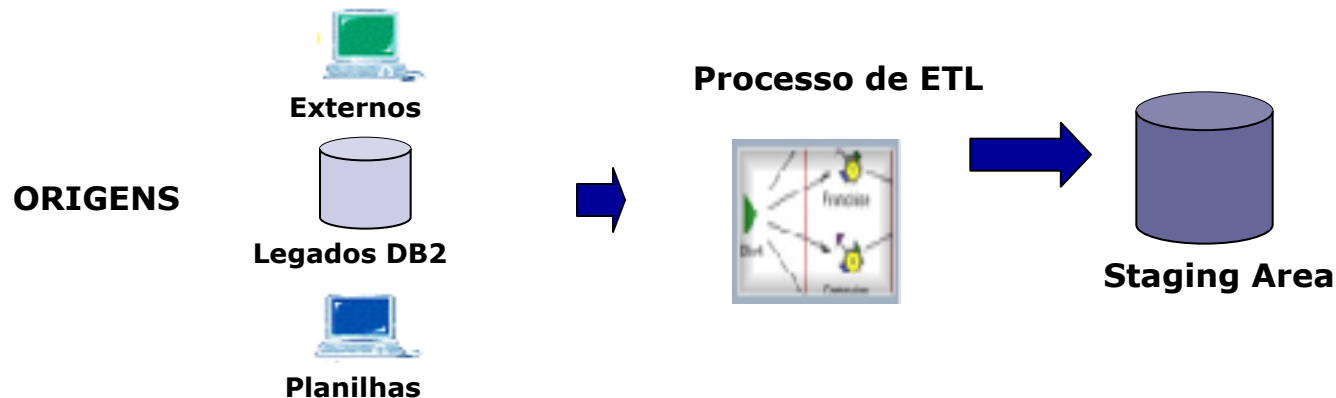 ORIGENS
Externos
Legados DB2
Planilhas
Processo de ETL
Staging Area